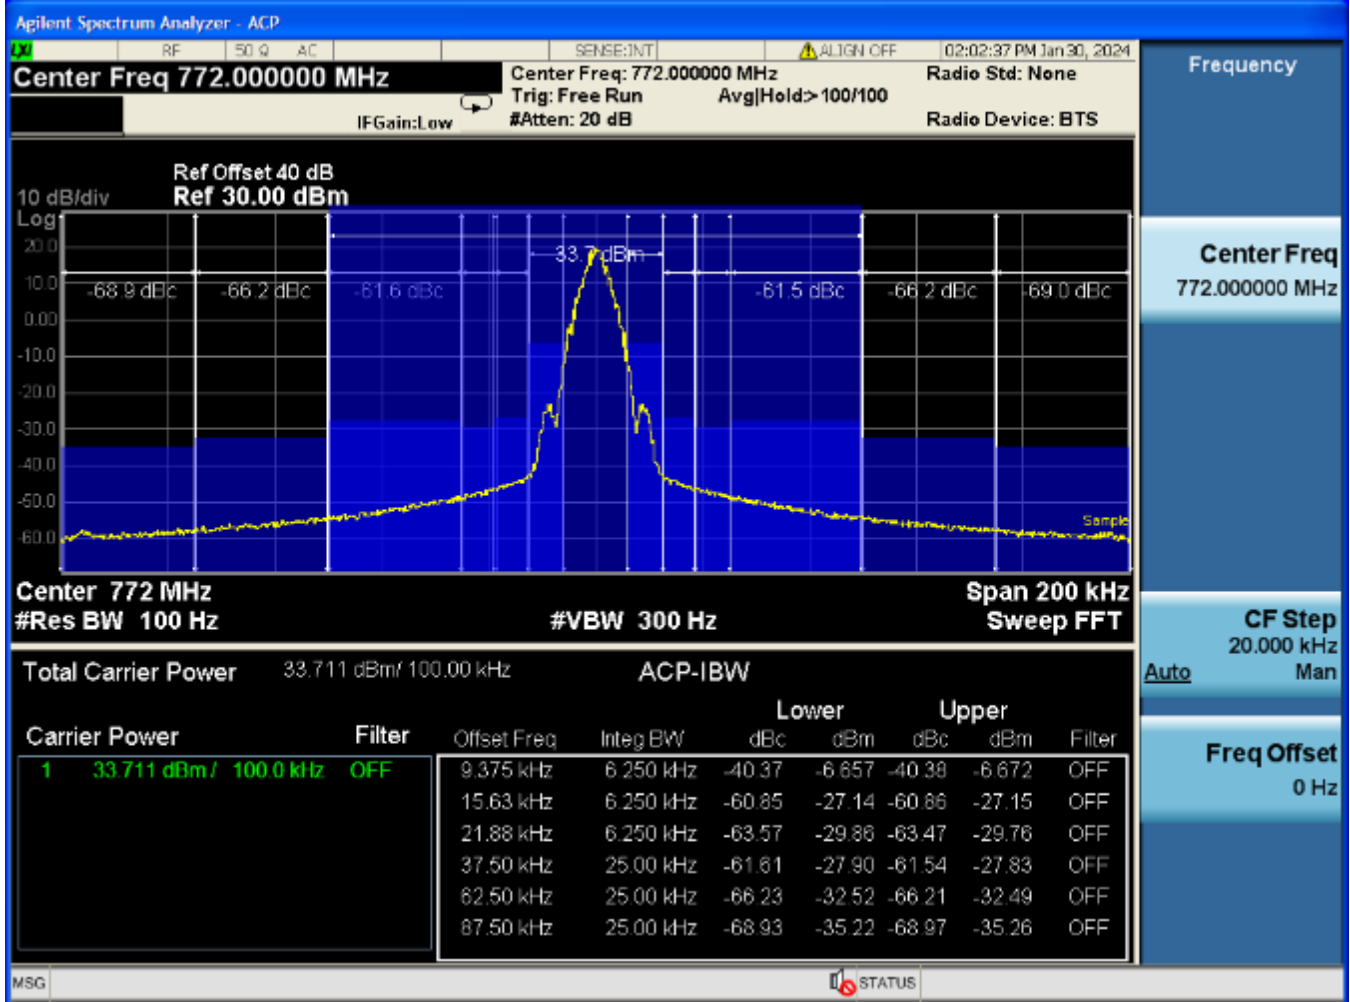 Agilent Spectrum Analyzer - ACP
LXI RF 50 Ω AC SENSE:INT ALIGN OFF 02:02:37 PM Jan 30, 2024
Center Freq 772.000000 MHz
Center Freq: 772.000000 MHz Radio Std: None
Trig: Free Run Avg|Hold:>100/100
IFGain:Low #Atten: 20 dB Radio Device: BTS
Ref Offset 40 dB
10 dB/div Ref 30.00 dBm
Log
20.0
10.0
0.00
-10.0
-20.0
-30.0
-40.0
-50.0
-60.0
33.7 dBm
-68.9 dBc -66.2 dBc -61.6 dBc -61.5 dBc -66.2 dBc -69.0 dBc
Sample
Center 772 MHz Span 200 kHz
#Res BW 100 Hz #VBW 300 Hz Sweep FFT
Total Carrier Power 33.711 dBm/ 100.00 kHz ACP-IBW
Lower Upper
Carrier Power Filter Offset Freq Integ BW dBc dBm dBc dBm Filter
1 33.711 dBm / 100.0 kHz OFF 9.375 kHz 6.250 kHz -40.37 -6.657 -40.38 -6.672 OFF
15.63 kHz 6.250 kHz -60.85 -27.14 -60.86 -27.15 OFF
21.88 kHz 6.250 kHz -63.57 -29.86 -63.47 -29.76 OFF
37.50 kHz 25.00 kHz -61.61 -27.90 -61.54 -27.83 OFF
62.50 kHz 25.00 kHz -66.23 -32.52 -66.21 -32.49 OFF
87.50 kHz 25.00 kHz -68.93 -35.22 -68.97 -35.26 OFF
MSG STATUS
Frequency
Center Freq
772.000000 MHz
CF Step
20.000 kHz
Auto Man
Freq Offset
0 Hz